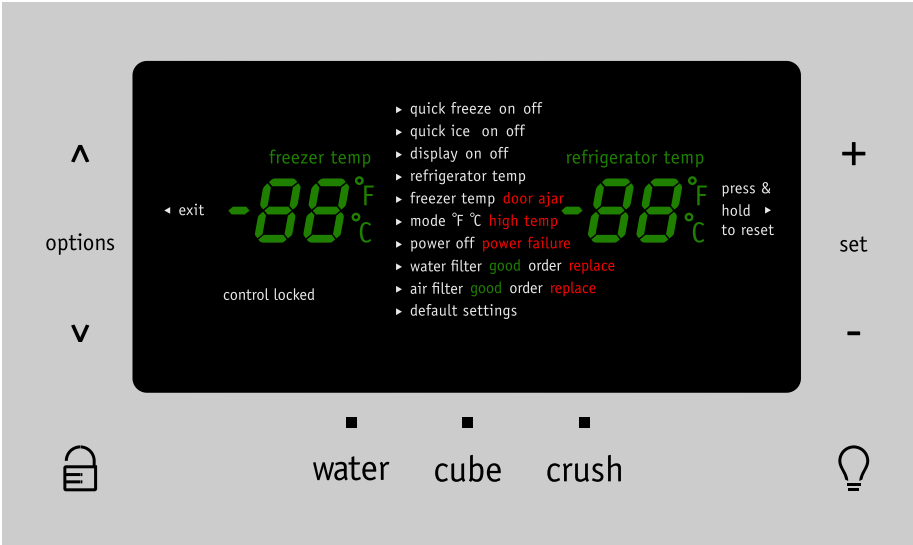 freezer temp
-88 °F °C
◂ exit
control locked
▸ quick freeze on off
▸ quick ice on off
▸ display on off
▸ refrigerator temp
▸ freezer temp door ajar
▸ mode °F °C high temp
▸ power off power failure
▸ water filter good order replace
▸ air filter good order replace
▸ default settings
refrigerator temp
-88 °F °C
press &
hold ▸
to reset
^
options
v
+
set
-
water
cube
crush